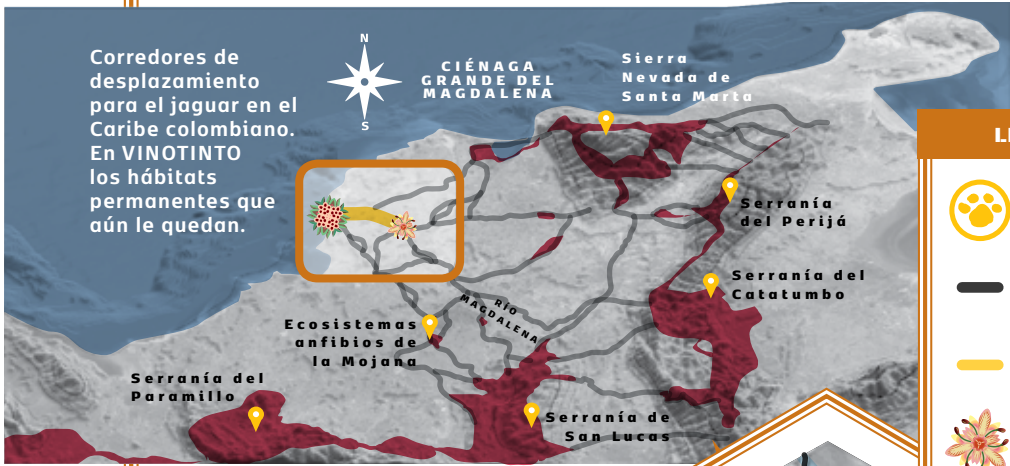 Corredores de
desplazamiento
para el jaguar en el
Caribe colombiano.
En VINOTINTO
los hábitats
permanentes que
aún le quedan.
N
S
CIÉNAGA
GRANDE DEL
MAGDALENA
Sierra
Nevada de
Santa Marta
Serranía
del Perijá
Serranía del
Catatumbo
RÍO
MAGDALENA
Ecosistemas
anfibios de
la Mojana
Serranía del
Paramillo
Serranía de
San Lucas